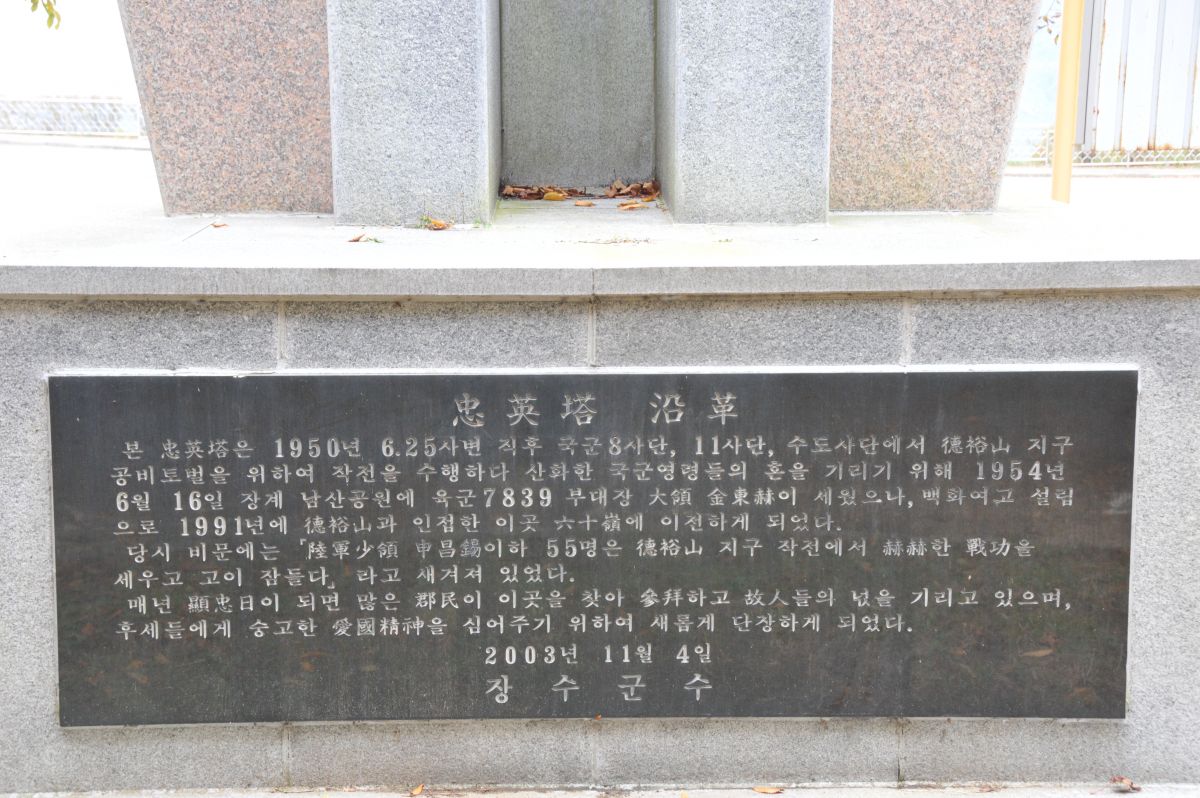 忠英塔 沿革
본 忠英塔은 1950년 6.25사변 직후 국군8사단, 11사단, 수도사단에서 德裕山 지구
공비토벌을 위하여 작전을 수행하다 산화한 국군영령들의 혼을 기리기 위해 1954년
6월 16일 장계 남산공원에 육군7839 부대장 大領 金東赫이 세웠으나, 백화여고 설립
으로 1991년에 德裕山과 인접한 이곳 六十嶺에 이전하게 되었다.
당시 비문에는 「陸軍少領 申昌錫이하 55명은 德裕山 지구 작전에서 赫赫한 戰功을
세우고 고이 잠들다」 라고 새겨져 있었다.
매년 顯忠日이 되면 많은 郡民이 이곳을 찾아 參拜하고 故人들의 넋을 기리고 있으며,
후세들에게 숭고한 愛國精神을 심어주기 위하여 새롭게 단장하게 되었다.
2003년 11월 4일
장수군수